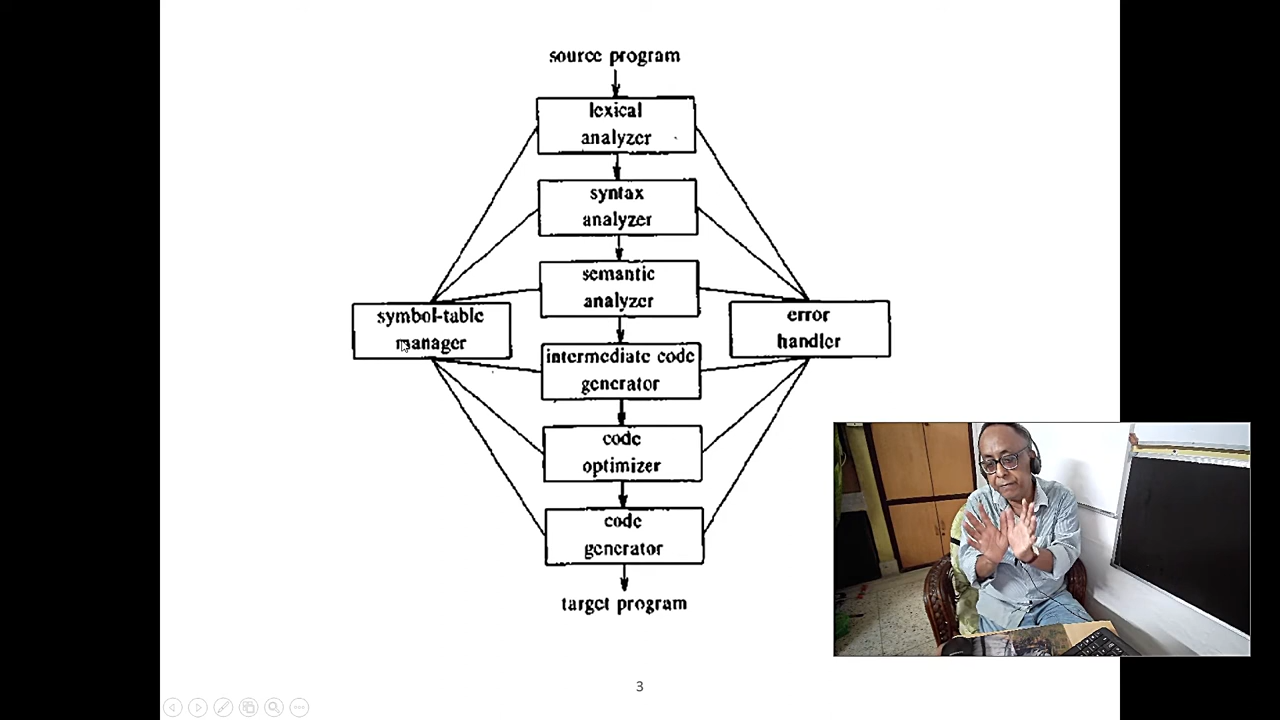 source program
lexical
analyzer
syntax
analyzer
semantic
analyzer
symbol-table
manager
error
handler
intermediate code
generator
code
optimizer
code
generator
target program
3